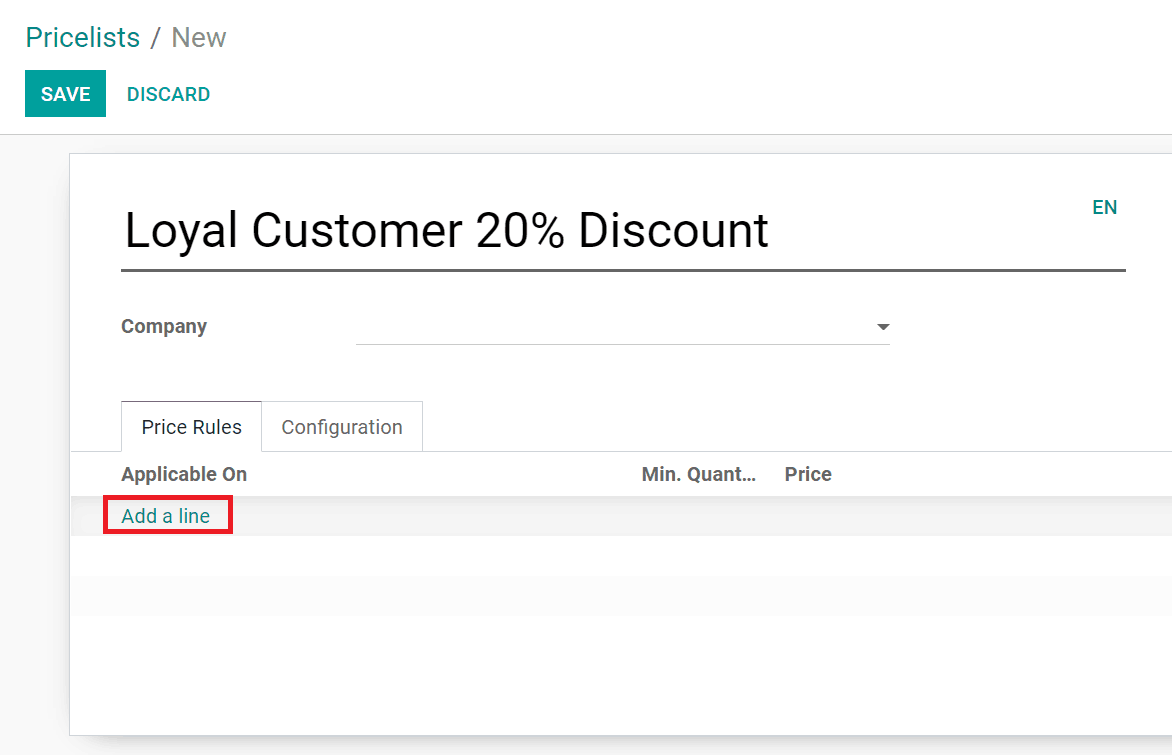 Pricelists / New
SAVE DISCARD
Loyal Customer 20% Discount
EN
Company
Price Rules Configuration
Applicable On Min. Quant... Price
Add a line